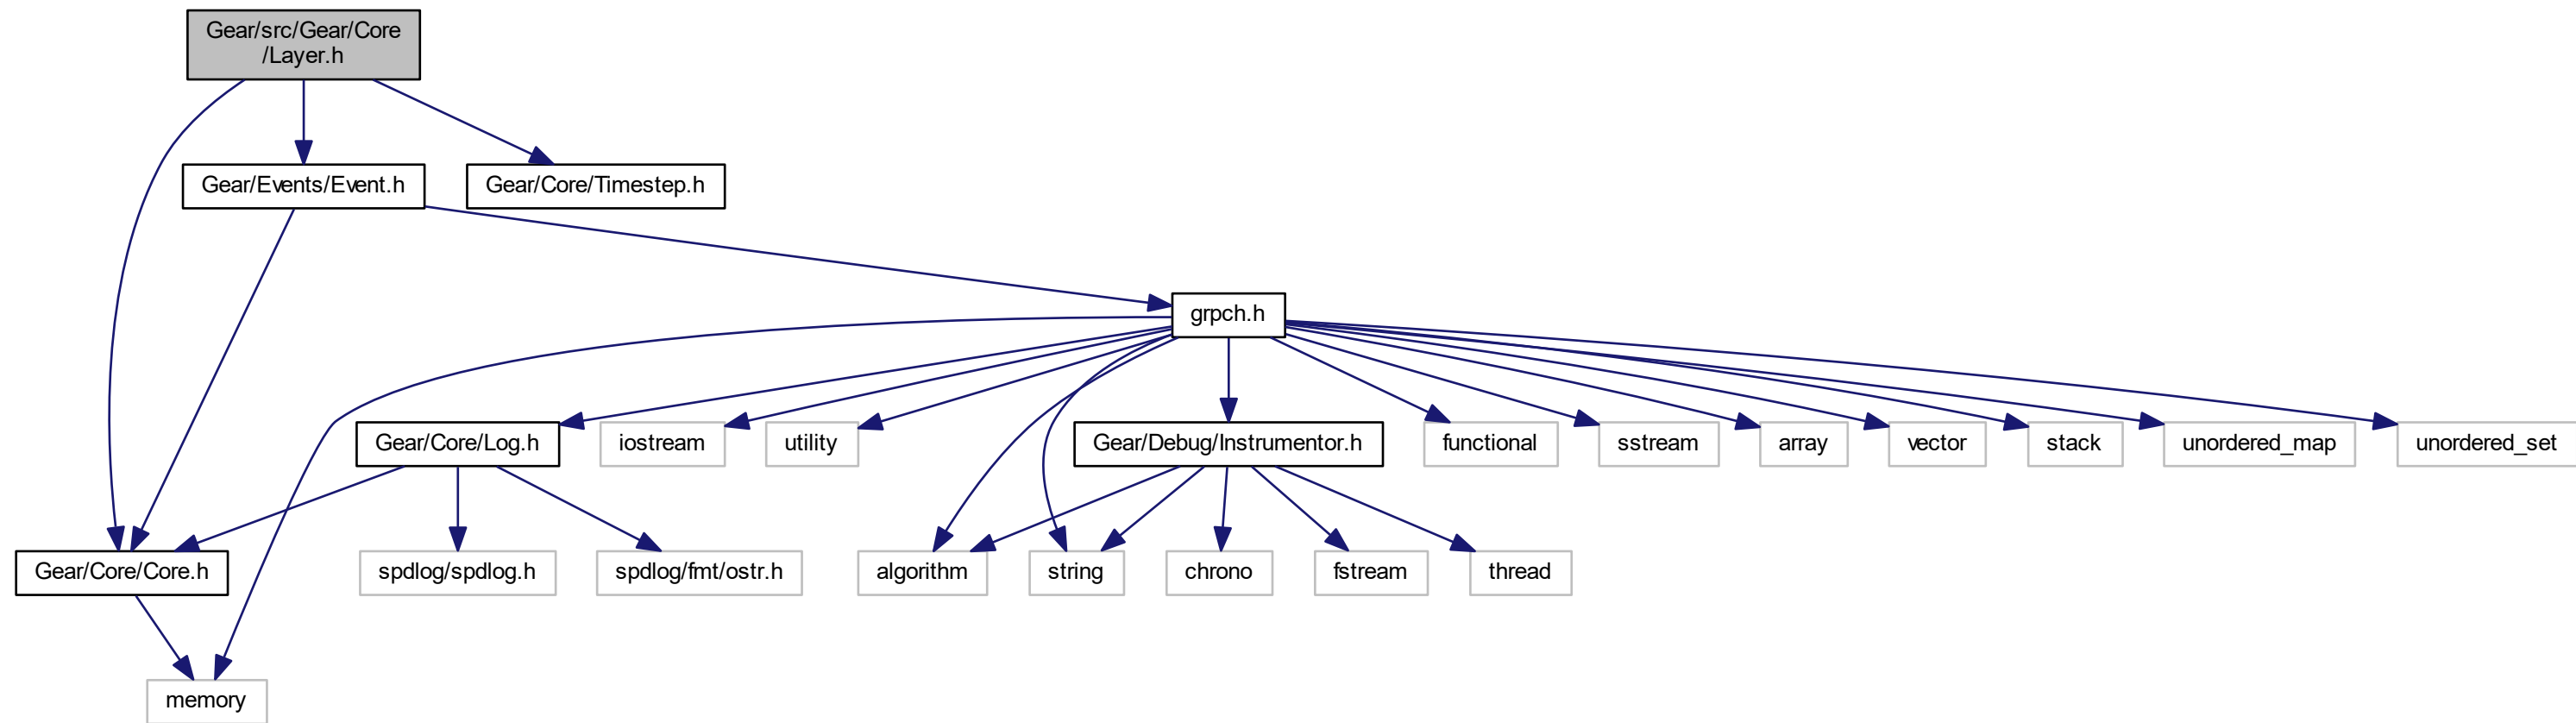 Gear/src/Gear/Core
/Layer.h
Gear/Events/Event.h
Gear/Core/Timestep.h
grpch.h
Gear/Core/Log.h
iostream
utility
Gear/Debug/Instrumentor.h
functional
sstream
array
vector
stack
unordered_map
unordered_set
Gear/Core/Core.h
spdlog/spdlog.h
spdlog/fmt/ostr.h
algorithm
string
chrono
fstream
thread
memory